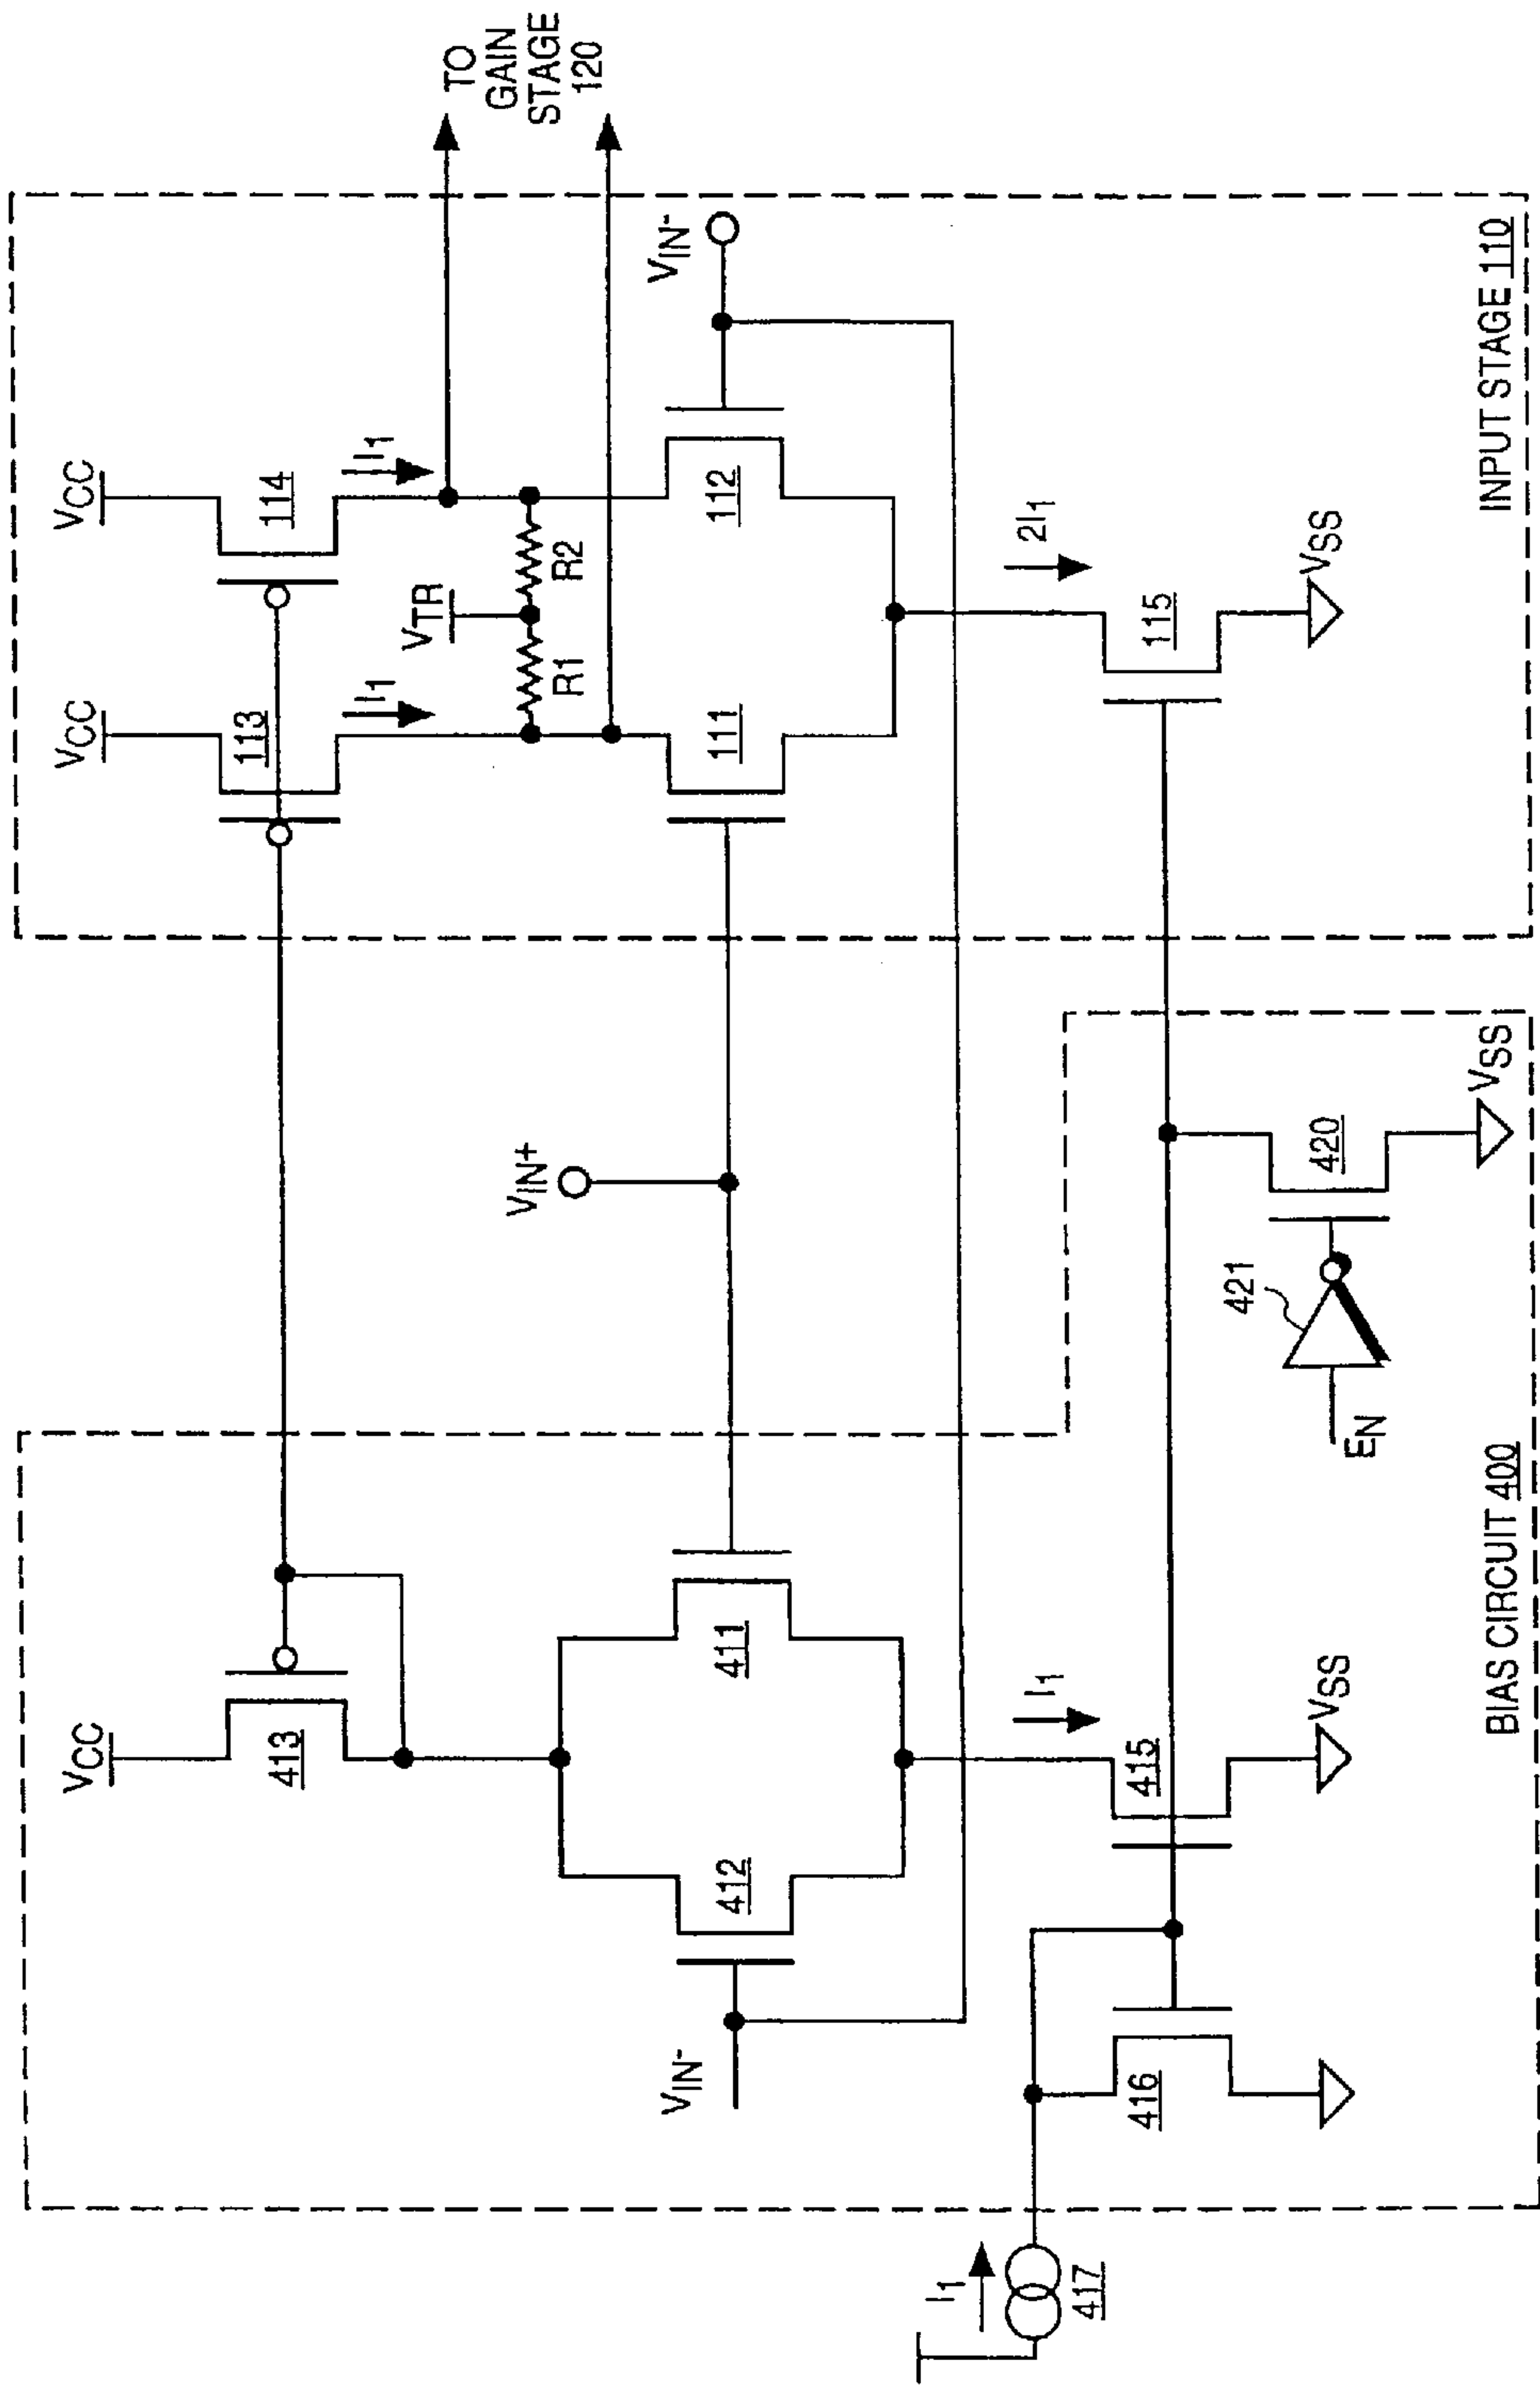 VCC
413
VCC
113
VCC
114
I1
I1
TO
GAIN
STAGE
120
VTR
R1
R2
VIN+
VIN-
412
411
111
112
VIN-
I1
2I1
I1
417
416
415
115
VSS
VSS
421
EN
420
VSS
BIAS CIRCUIT 400
INPUT STAGE 110